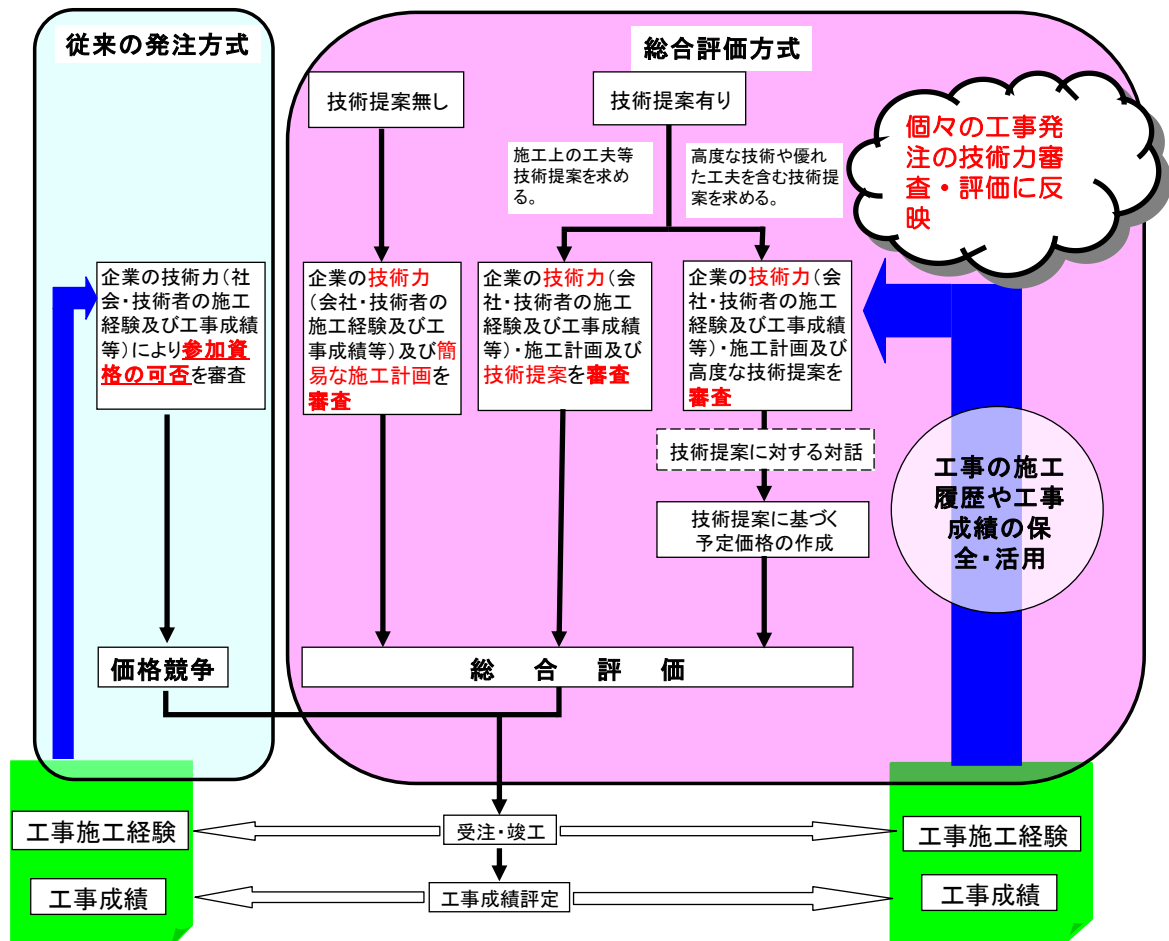 従来の発注方式
総合評価方式
技術提案無し
技術提案有り
施工上の工夫等
技術提案を求め
る。
高度な技術や優れ
た工夫を含む技術提
案を求める。
個々の工事発
注の技術力審
査・評価に反
映
企業の技術力(社
会・技術者の施工
経験及び工事成績
等)により参加資
格の可否を審査
企業の技術力
(会社・技術者の
施工経験及び工
事成績等)及び簡
易な施工計画を
審査
企業の技術力(会
社・技術者の施工
経験及び工事成績
等)・施工計画及び
技術提案を審査
企業の技術力(会
社・技術者の施工
経験及び工事成績
等)・施工計画及び
高度な技術提案を
審査
技術提案に対する対話
技術提案に基づく
予定価格の作成
工事の施工
履歴や工事
成績の保
全・活用
価格競争
総 合 評 価
工事施工経験
受注・竣工
工事施工経験
工事成績
工事成績評定
工事成績